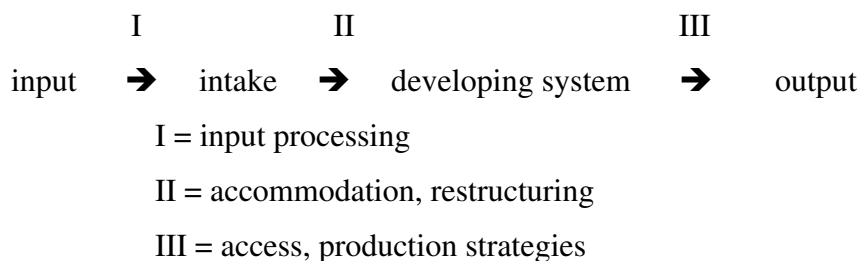 I II III
input ➔ intake ➔ developing system ➔ output
I = input processing
II = accommodation, restructuring
III = access, production strategies